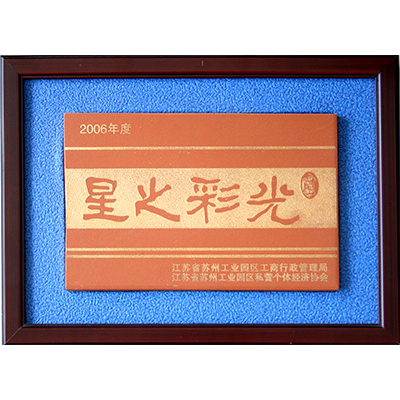 2006年度
星之彩光
江苏省苏州工业园区工商行政管理局
江苏省苏州工业园区私营个体经济协会